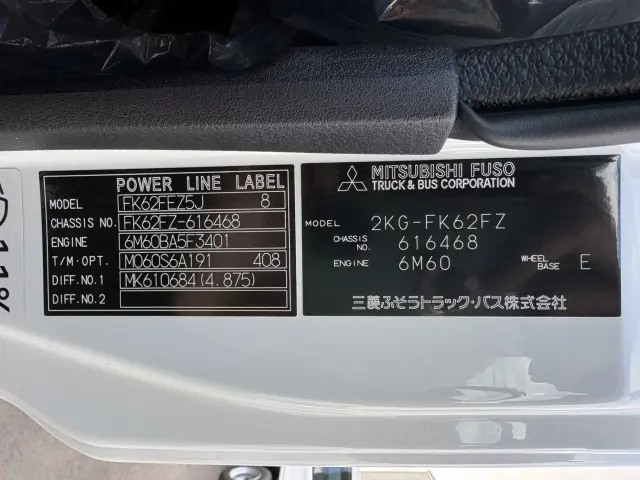 POWER LINE LABEL
MODEL FK62FEZ5J 8
CHASSIS NO. FK62FZ-616468
ENGINE 6M60BA5F3401
T/M·OPT. M060S6A191 408
DIFF.NO.1 MK610684(4.875)
DIFF.NO.2
MITSUBISHI FUSO
TRUCK & BUS CORPORATION
MODEL 2KG-FK62FZ
CHASSIS NO. 616468
ENGINE 6M60 WHEEL BASE E
三菱ふそうトラック・バス株式会社
11%